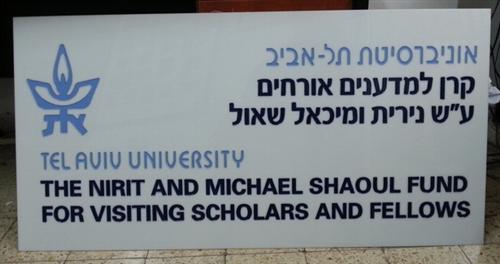 אוניברסיטת תל-אביב
קרן למדענים אורחים
ע"ש נירית ומיכאל שאול
את
TEL AVIV UNIVERSITY
THE NIRIT AND MICHAEL SHAOUL FUND
FOR VISITING SCHOLARS AND FELLOWS